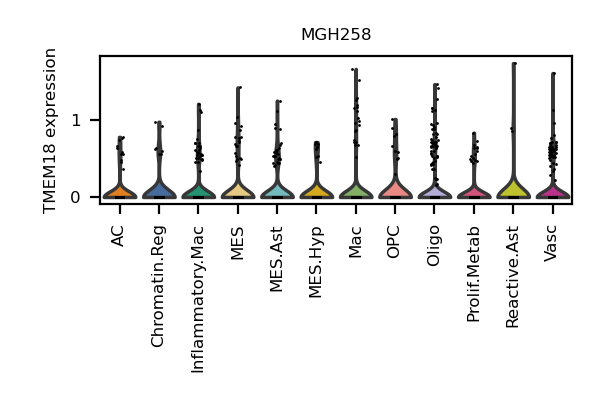 MGH258
TMEM18 expression
1
0
AC
Chromatin.Reg
Inflammatory.Mac
MES
MES.Ast
MES.Hyp
Mac
OPC
Oligo
Prolif.Metab
Reactive.Ast
Vasc